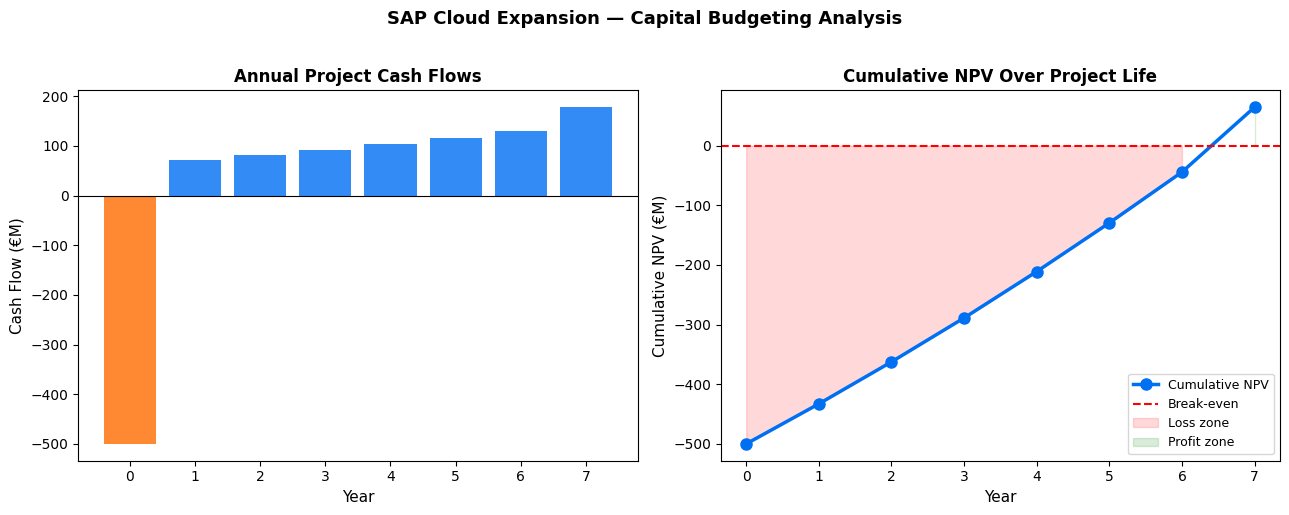 SAP Cloud Expansion — Capital Budgeting Analysis
Annual Project Cash Flows
Cash Flow (€M)
200
100
0
−100
−200
−300
−400
−500
0 1 2 3 4 5 6 7
Year
Cumulative NPV Over Project Life
Cumulative NPV (€M)
0
−100
−200
−300
−400
−500
Cumulative NPV
Break-even
Loss zone
Profit zone
0 1 2 3 4 5 6 7
Year